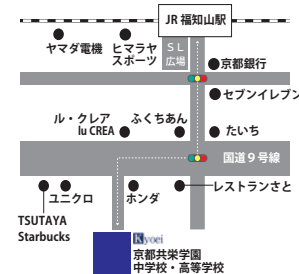 JR 福知山駅
ヤマダ電機
ヒマラヤ
スポーツ
SL
広場
京都銀行
セブンイレブン
ル・クレア
lu CREA
ふくちあん
たいち
国道9号線
ユニクロ
ホンダ
レストランさと
TSUTAYA
Starbucks
Kyoei
京都共栄学園
中学校・高等学校